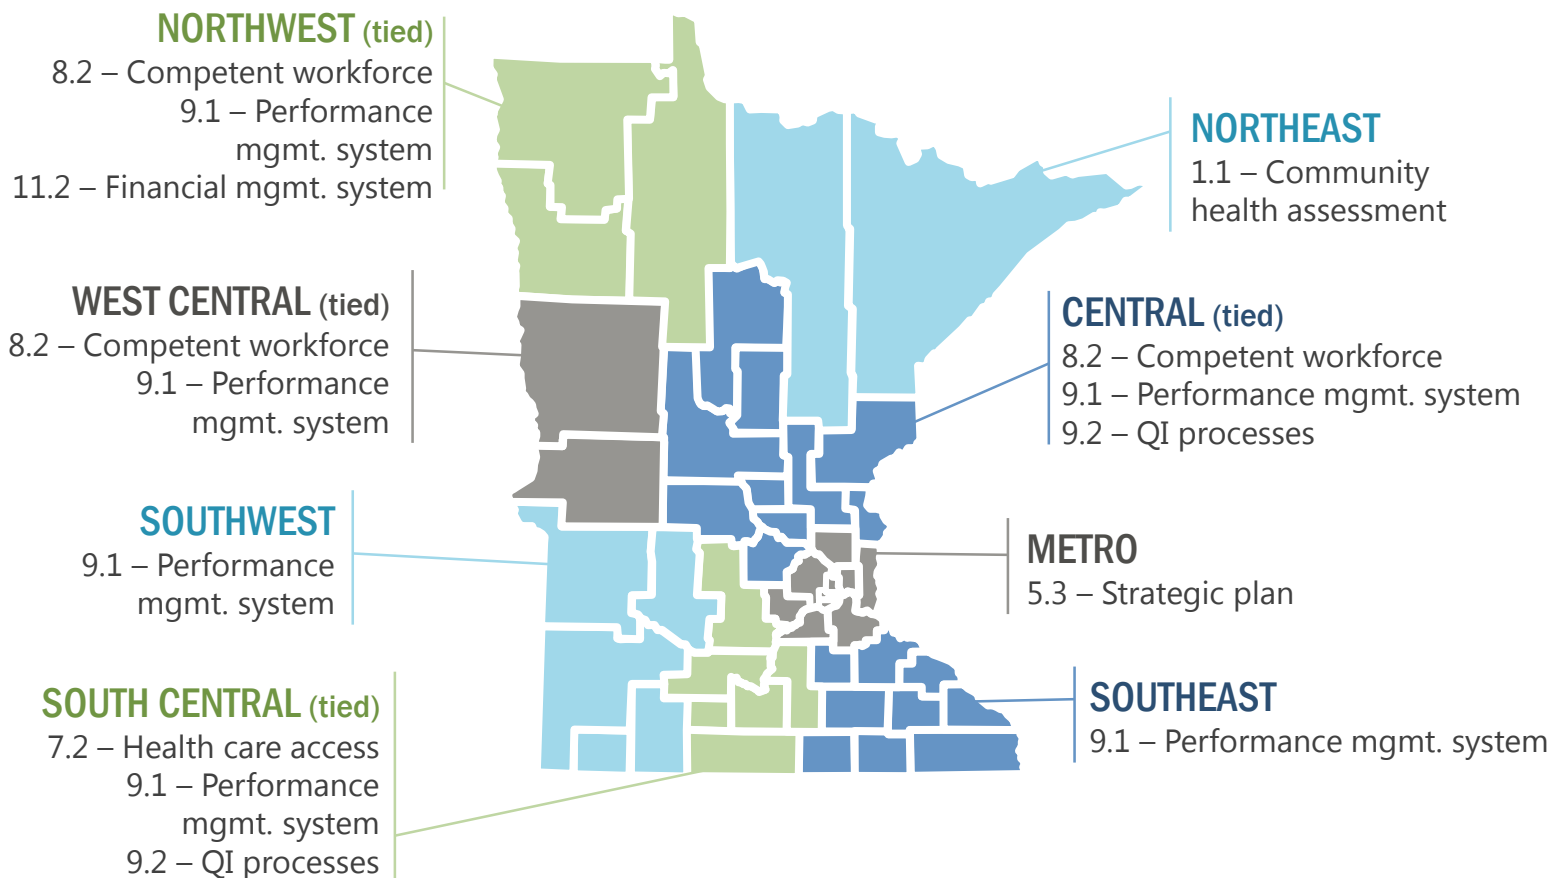 NORTHWEST (tied)
8.2 – Competent workforce
9.1 – Performance
mgmt. system
11.2 – Financial mgmt. system
NORTHEAST
1.1 – Community
health assessment
WEST CENTRAL (tied)
8.2 – Competent workforce
9.1 – Performance
mgmt. system
CENTRAL (tied)
8.2 – Competent workforce
9.1 – Performance mgmt. system
9.2 – QI processes
SOUTHWEST
9.1 – Performance
mgmt. system
METRO
5.3 – Strategic plan
SOUTH CENTRAL (tied)
7.2 – Health care access
9.1 – Performance
mgmt. system
9.2 – QI processes
SOUTHEAST
9.1 – Performance mgmt. system